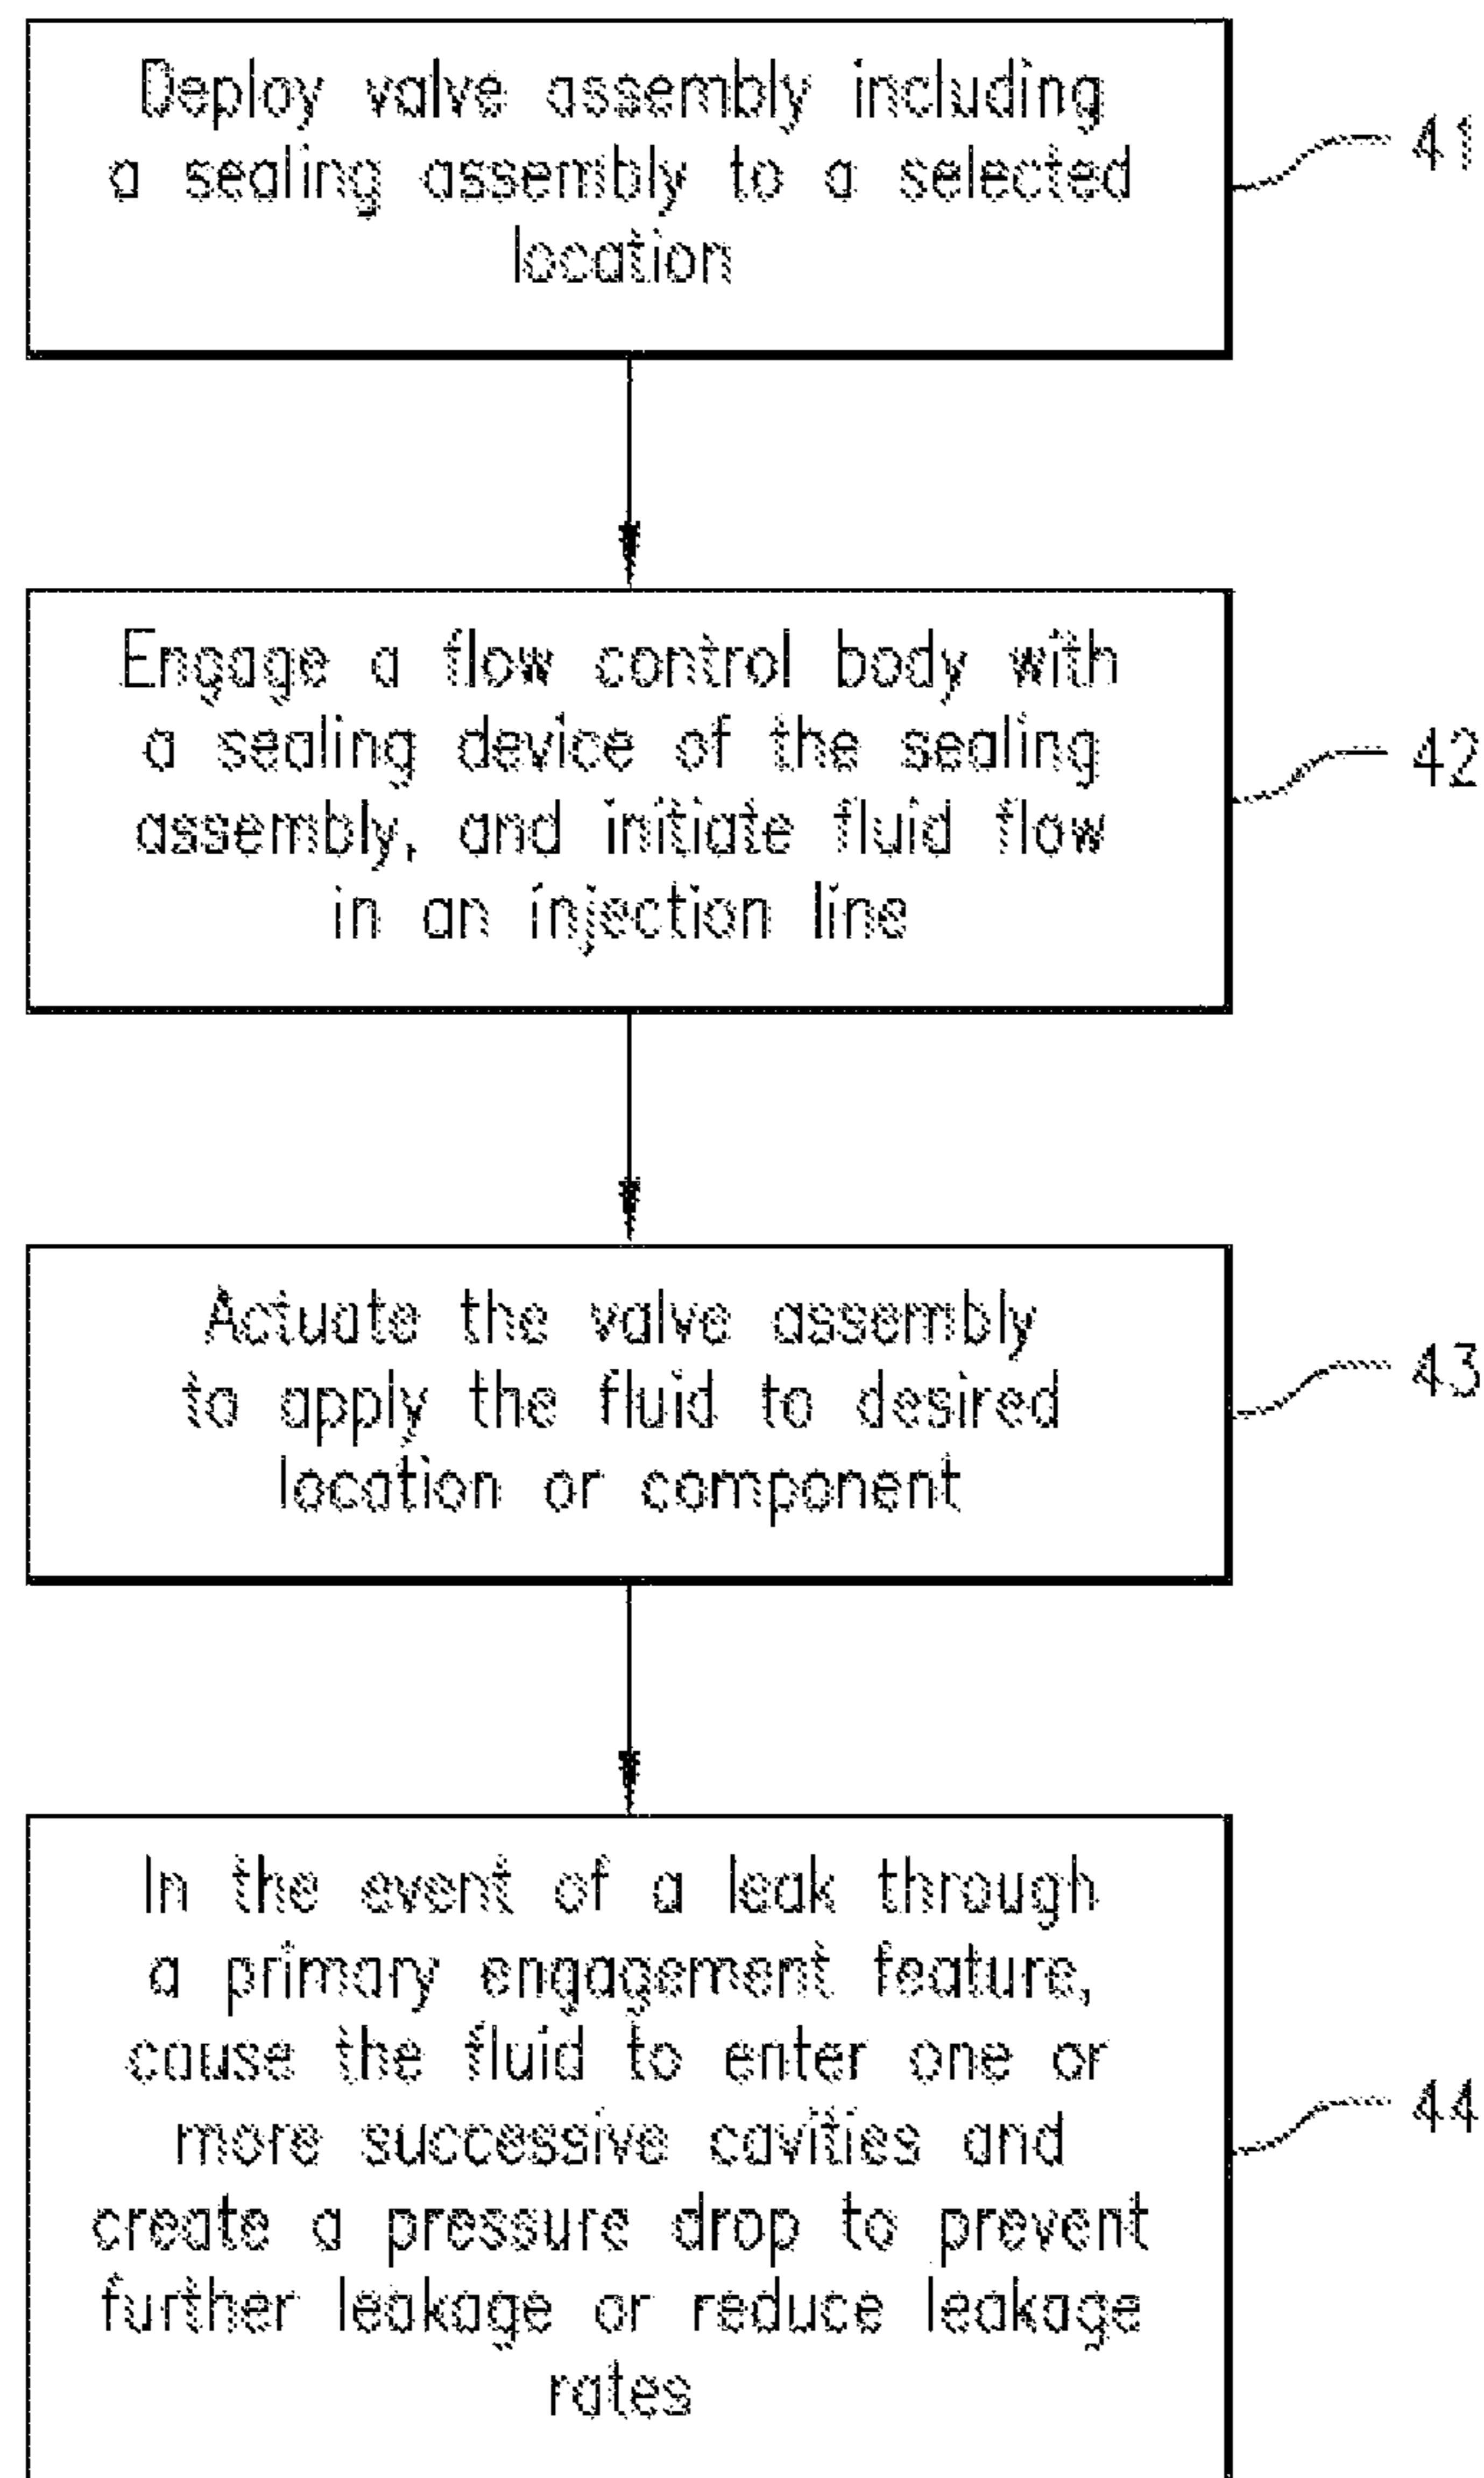 Deploy valve assembly including
a sealing assembly to a selected
location
41
Engage a flow control body with
a sealing device of the sealing
assembly, and initiate fluid flow
in an injection line
42
Actuate the valve assembly
to apply the fluid to desired
location or component
43
In the event of a leak through
a primary engagement feature,
cause the fluid to enter one or
more successive cavities and
create a pressure drop to prevent
further leakage or reduce leakage
rates
44